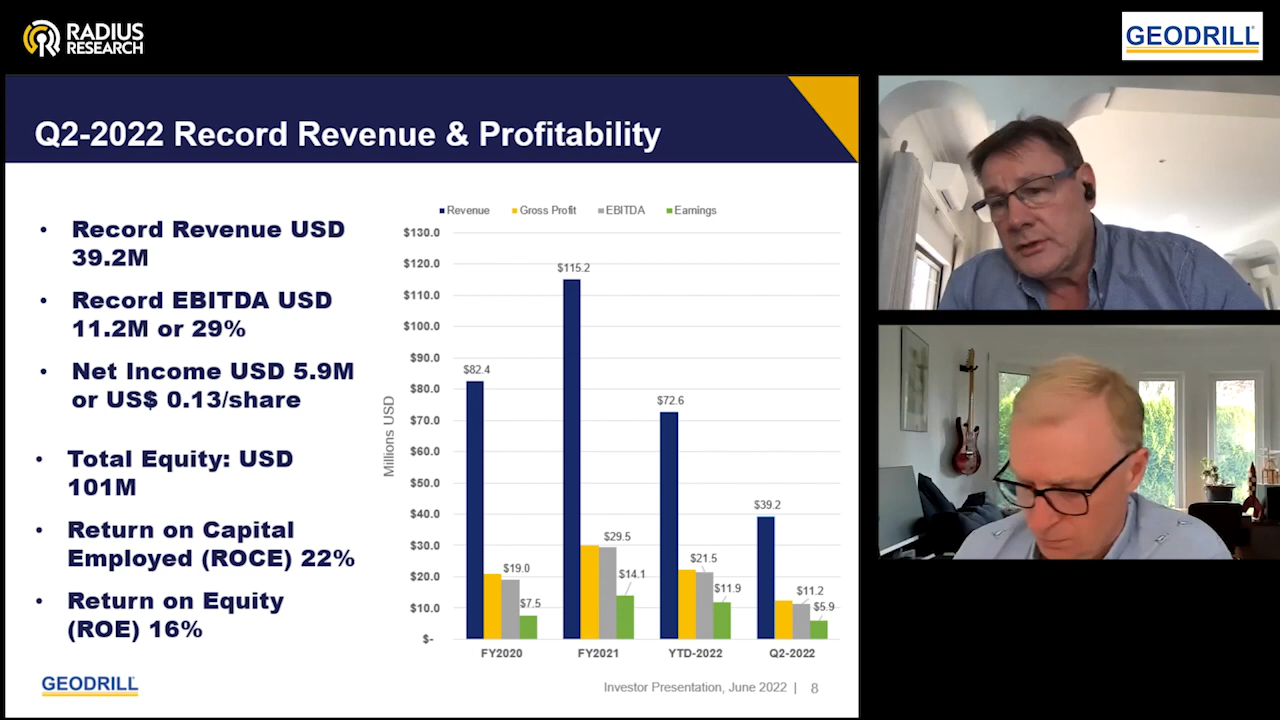 RADIUS
RESEARCH
GEODRILL
Q2-2022 Record Revenue & Profitability
• Record Revenue USD
39.2M
• Record EBITDA USD
11.2M or 29%
• Net Income USD 5.9M
or US$ 0.13/share
• Total Equity: USD
101M
• Return on Capital
Employed (ROCE) 22%
• Return on Equity
(ROE) 16%
Revenue Gross Profit EBITDA Earnings
Millions USD
$130.0
$120.0
$110.0
$100.0
$90.0
$80.0
$70.0
$60.0
$50.0
$40.0
$30.0
$20.0
$10.0
$-
$82.4
$19.0
$7.5
$115.2
$29.5
$14.1
$72.6
$21.5
$11.9
$39.2
$11.2
$5.9
FY2020 FY2021 YTD-2022 Q2-2022
GEODRILL
Investor Presentation, June 2022 | 8